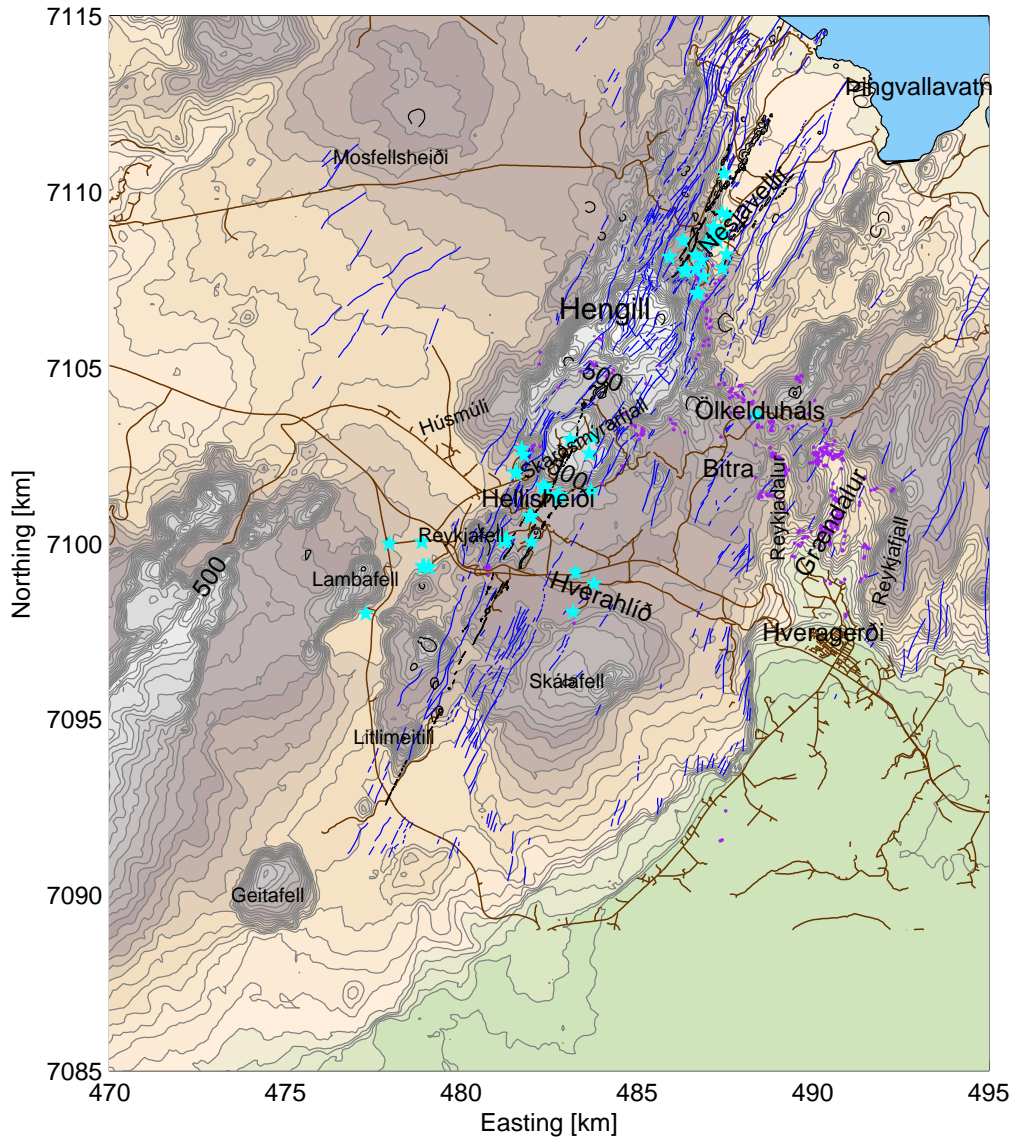 7115
Þingvallavatn
Mosfellsheiði
7110
Nesjavellir
Hengill
7105
500
Ölkelduháls
Húsmúli
Skarðsmýrarfjall
Bitra
900
Hellisheiði
Reykjadalur
Grændalur
Reykjafjall
Reykjafell
7100
500
Lambafell
Hverahlíð
Hveragerði
Skálafell
7095
Litlimeitill
7090
Geitafell
7085
470
475
480
485
490
495
Northing [km]
Easting [km]